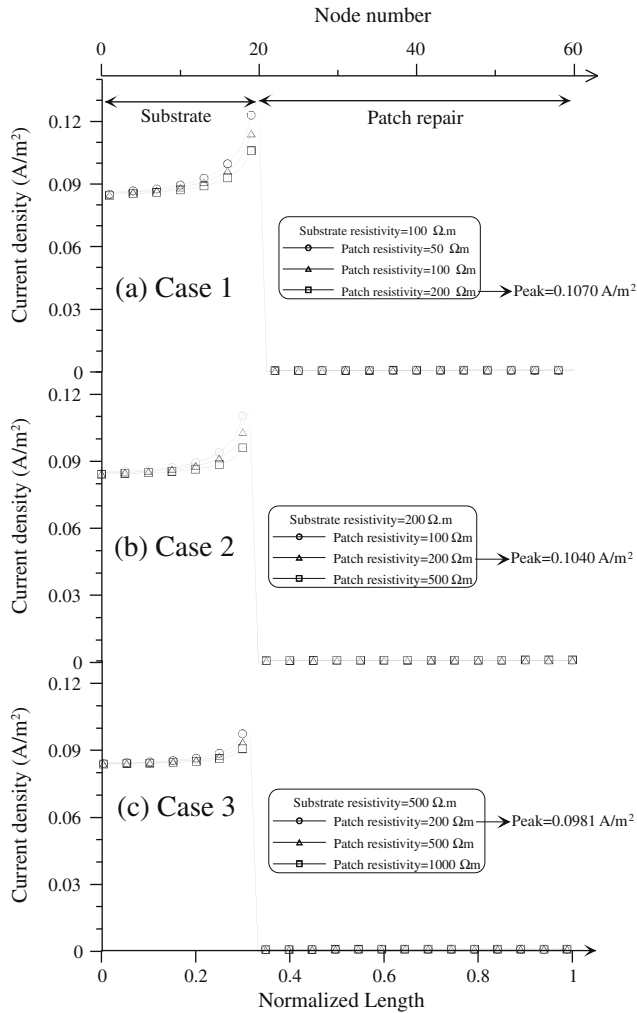 Node number
0 20 40 60
Substrate
Patch repair
Current density (A/m²)
0.12
0.09
0.06
0.03
0
Substrate resistivity=100 Ω.m
Patch resistivity=50 Ωm
Patch resistivity=100 Ωm
Patch resistivity=200 Ωm
Peak=0.1070 A/m²
(a) Case 1
Current density (A/m²)
0.12
0.09
0.06
0.03
0
Substrate resistivity=200 Ω.m
Patch resistivity=100 Ωm
Patch resistivity=200 Ωm
Patch resistivity=500 Ωm
Peak=0.1040 A/m²
(b) Case 2
Current density (A/m²)
0.12
0.09
0.06
0.03
0
Substrate resistivity=500 Ω.m
Patch resistivity=200 Ωm
Patch resistivity=500 Ωm
Patch resistivity=1000 Ωm
Peak=0.0981 A/m²
(c) Case 3
0 0.2 0.4 0.6 0.8 1
Normalized Length